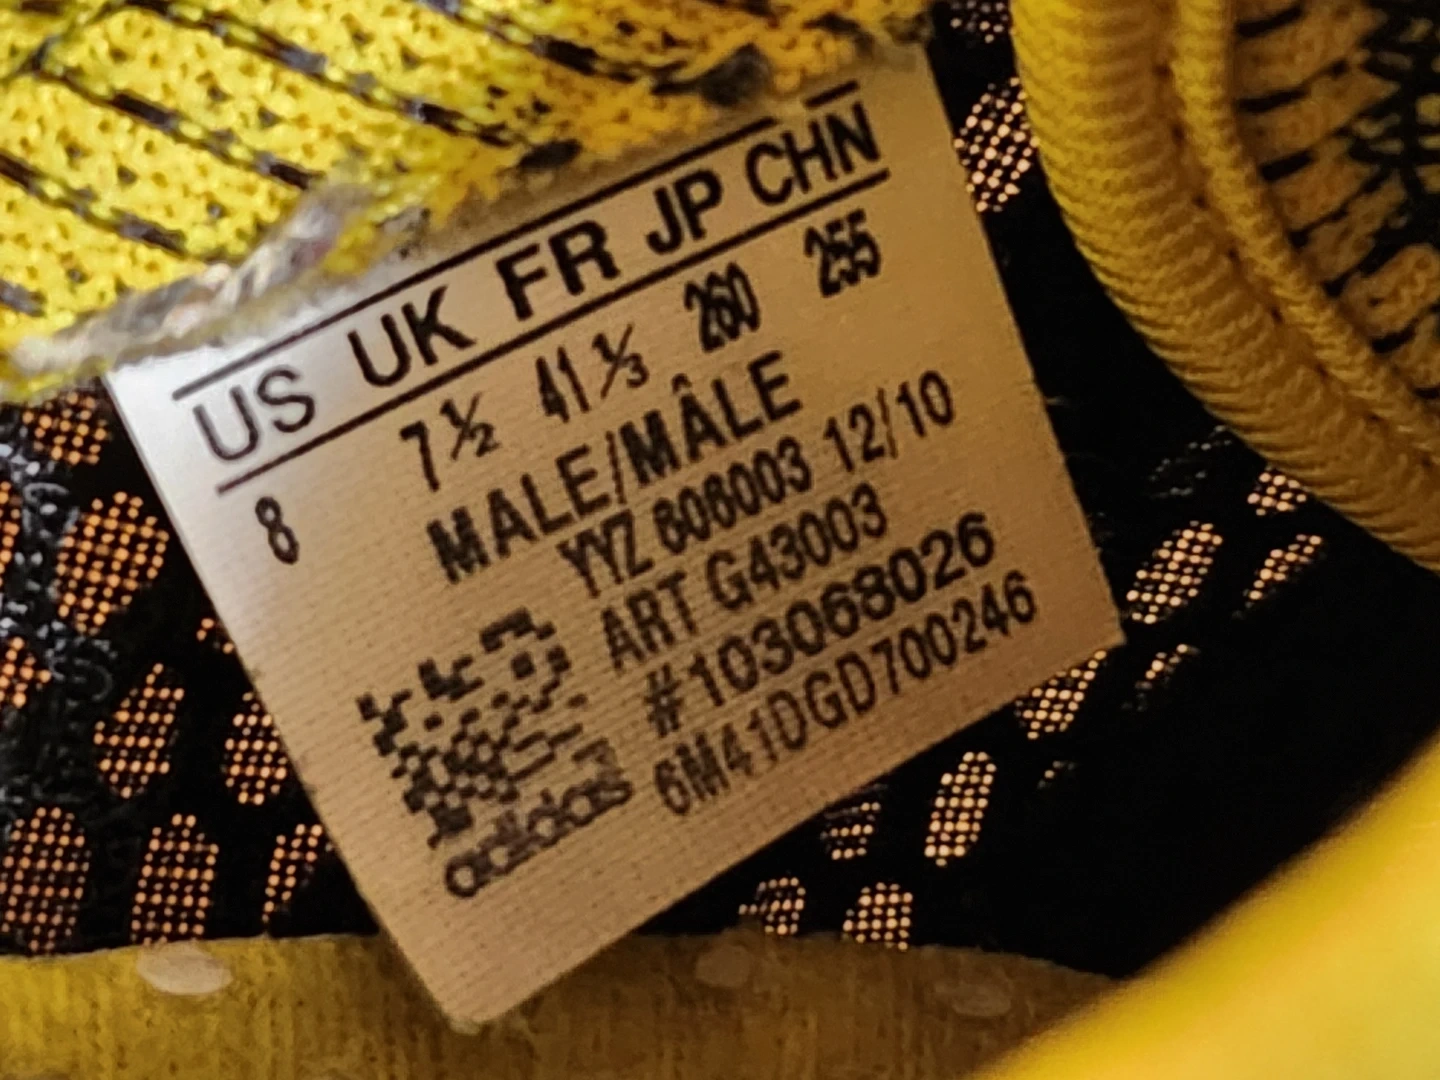 US UK FR JP CHN
8 7½ 41⅓ 260 255
MALE/MÂLE
YYZ 606003 12/10
ART G43003
#103068026
6M41DGD700246
adidas